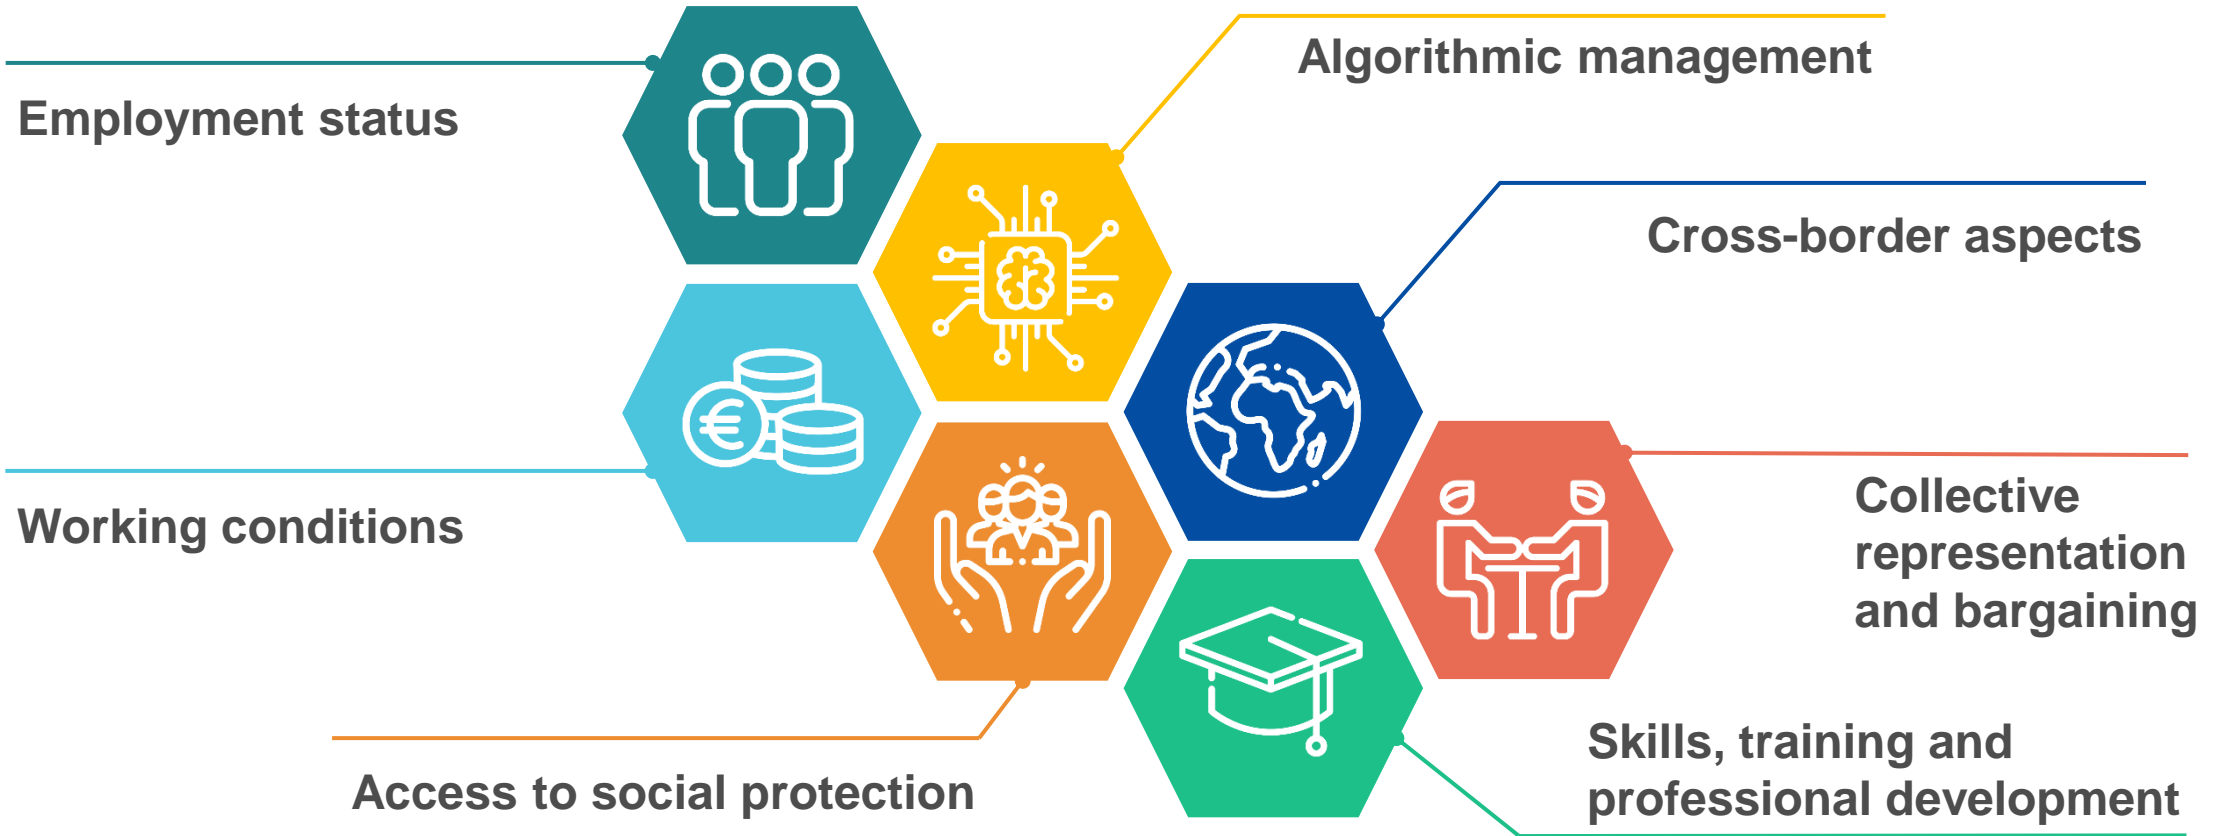 Employment status
Algorithmic management
Cross-border aspects
Working conditions
Collective
representation
and bargaining
Access to social protection
Skills, training and
professional development